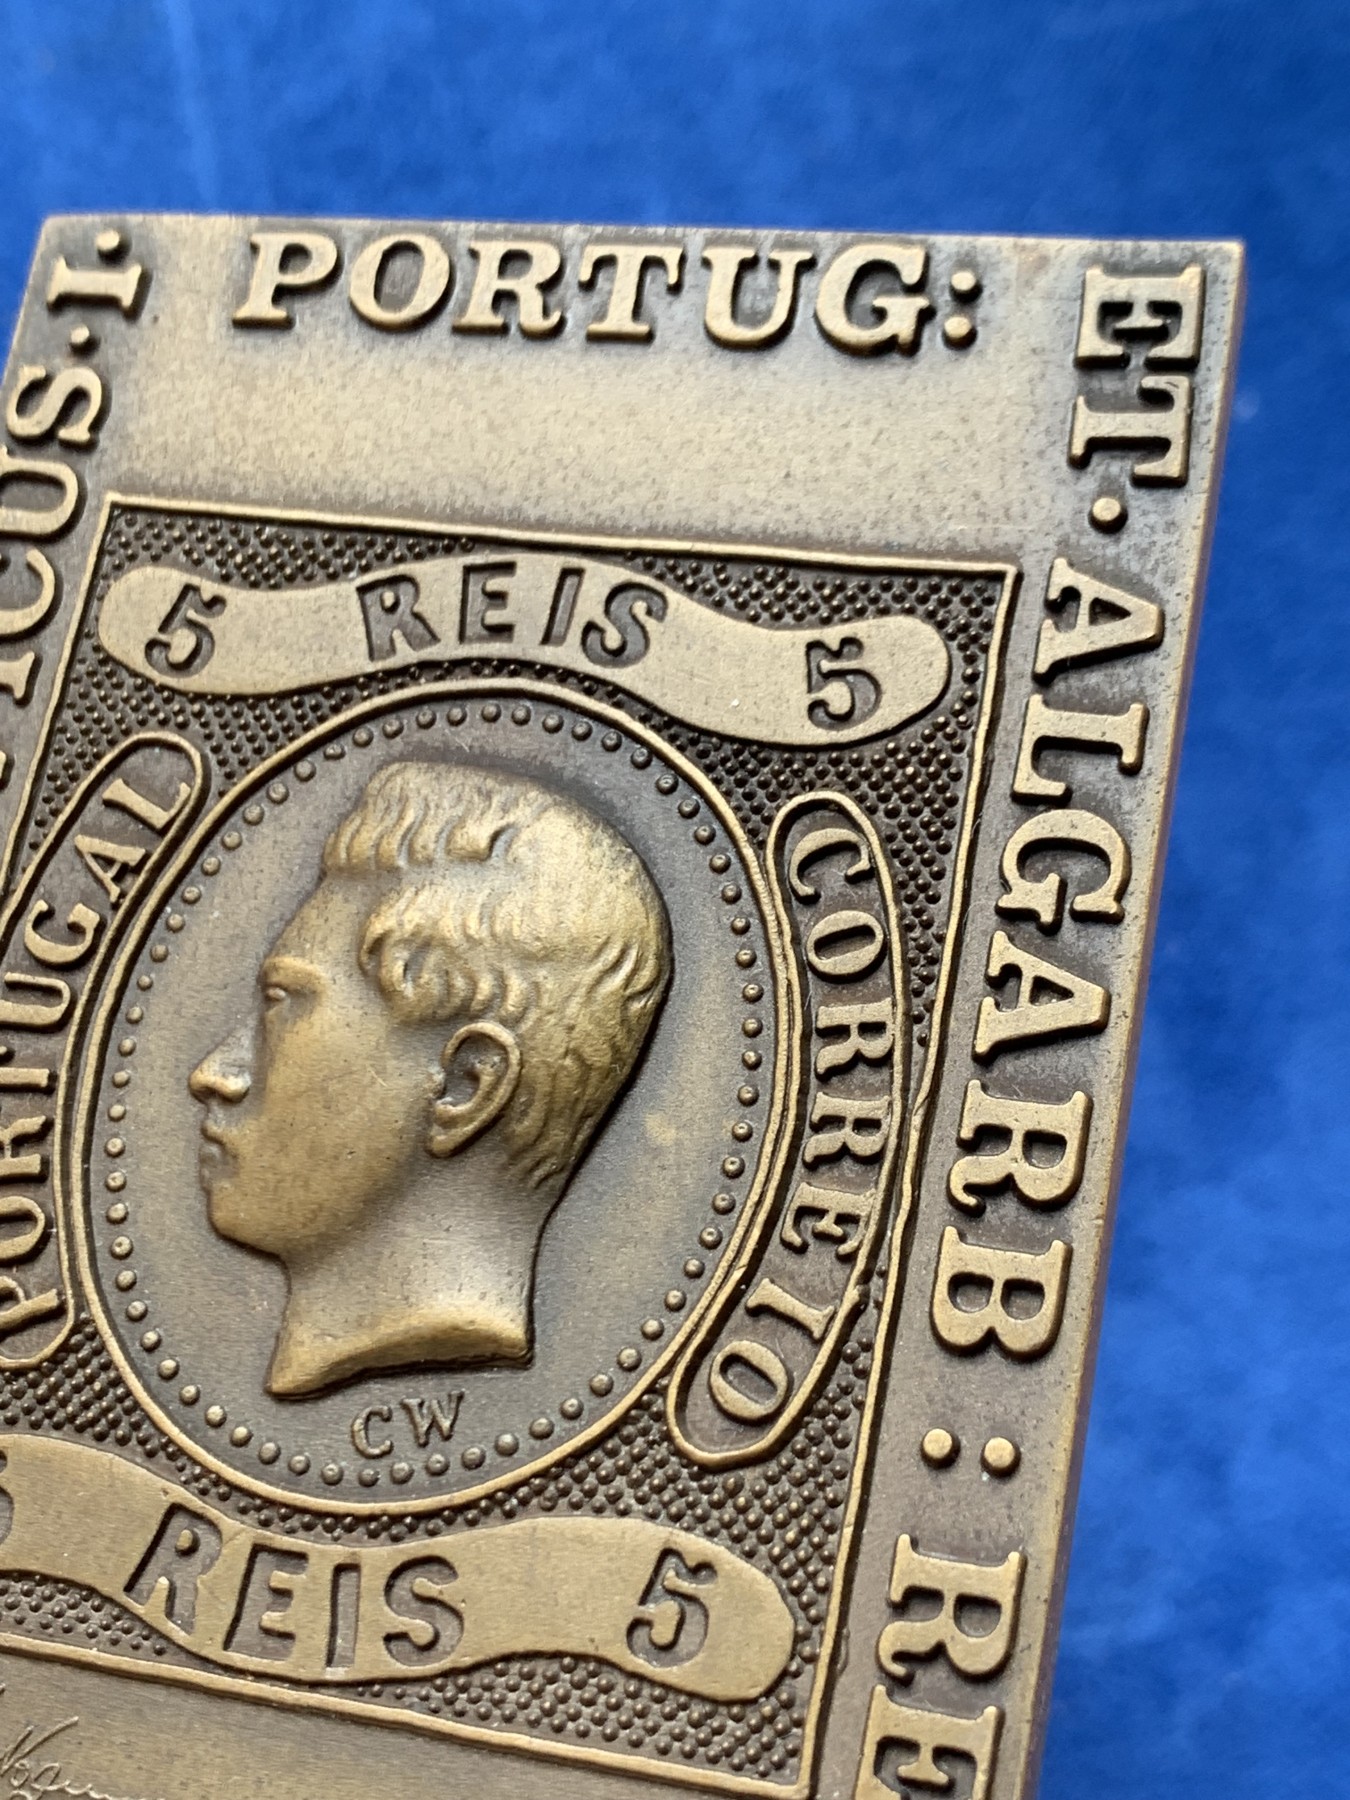 ICUS · I ·
PORTUG:
ET · ALGARB : RE
5 REIS 5
PORTUGAL
CORREIO
CW
REIS 5